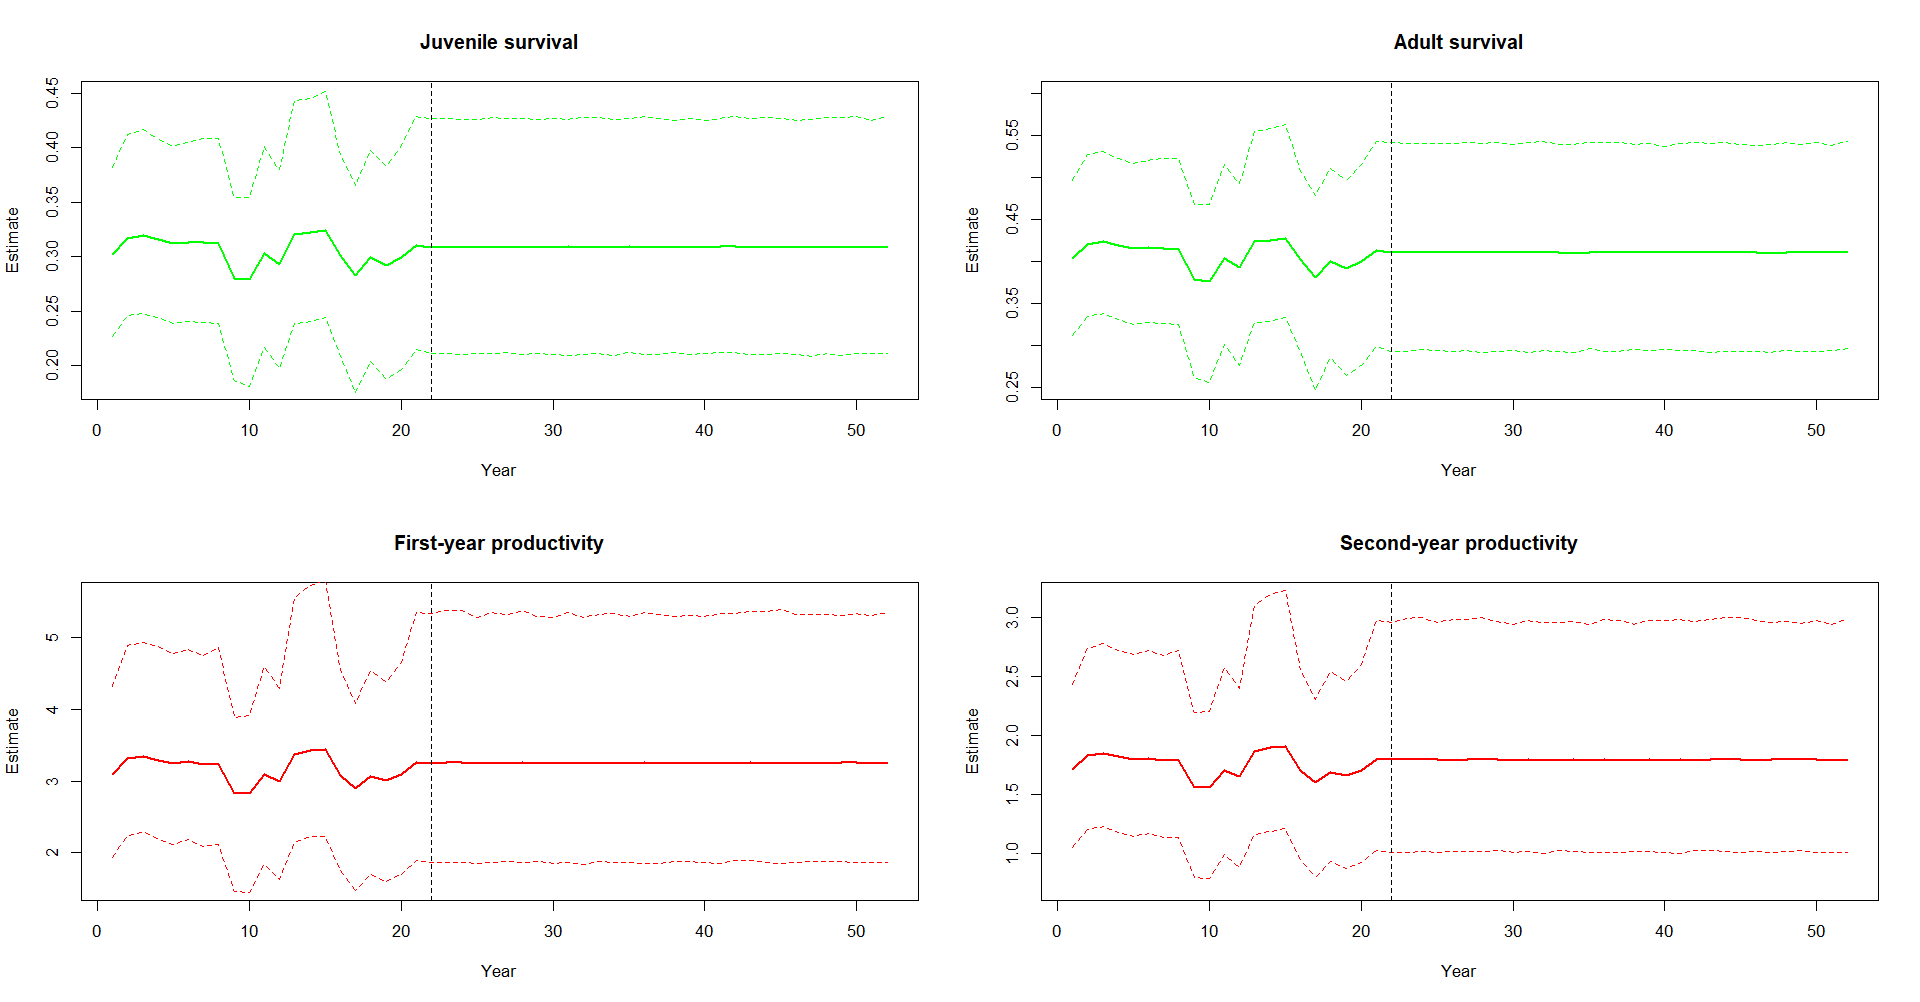 Juvenile survival
Estimate
0.45
0.40
0.35
0.30
0.25
0.20
0 10 20 30 40 50
Year
Adult survival
Estimate
0.55
0.45
0.35
0.25
0 10 20 30 40 50
Year
First-year productivity
Estimate
5
4
3
2
0 10 20 30 40 50
Year
Second-year productivity
Estimate
3.0
2.5
2.0
1.5
1.0
0 10 20 30 40 50
Year